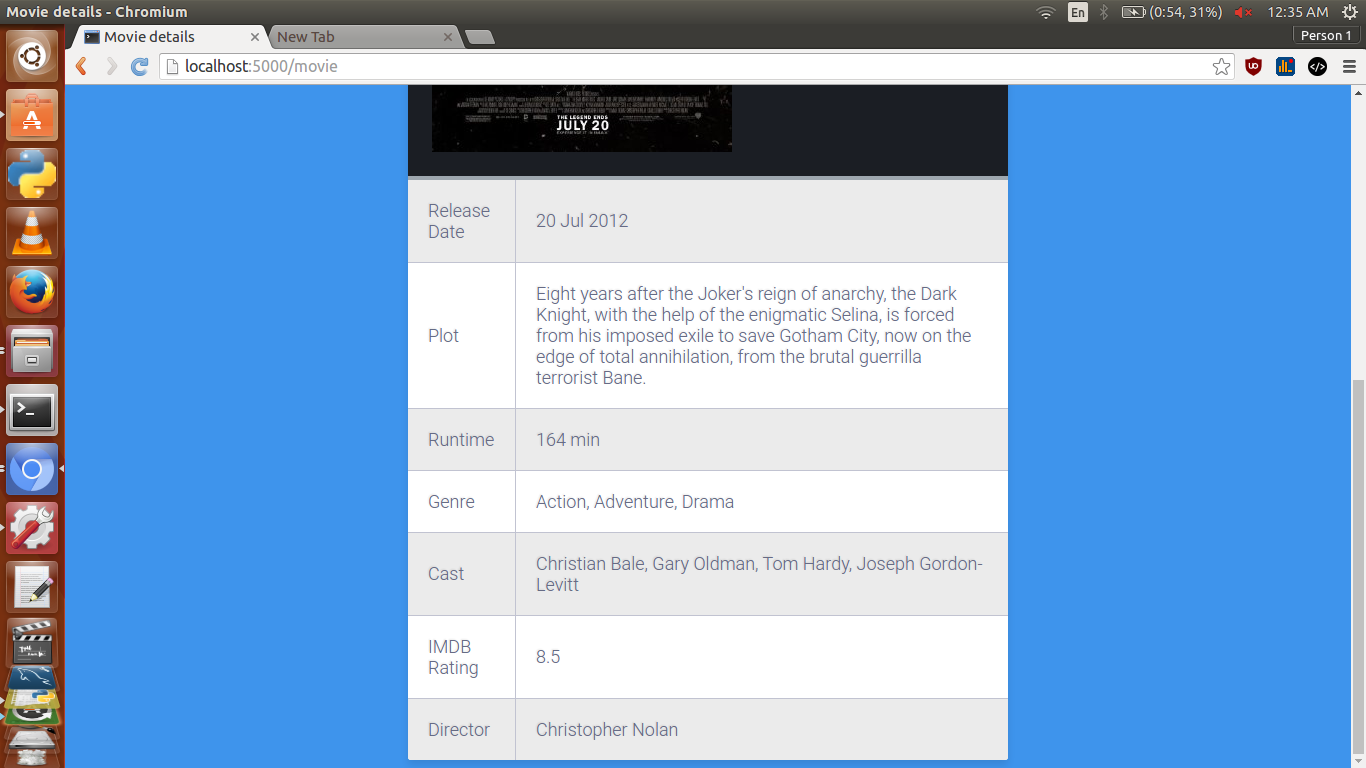 Movie details - Chromium
En
(0:54, 31%)
12:35 AM
Movie details
New Tab
Person 1
localhost:5000/movie
THE LEGEND ENDS
JULY 20
Release
Date
20 Jul 2012
Plot
Eight years after the Joker's reign of anarchy, the Dark
Knight, with the help of the enigmatic Selina, is forced
from his imposed exile to save Gotham City, now on the
edge of total annihilation, from the brutal guerrilla
terrorist Bane.
Runtime
164 min
Genre
Action, Adventure, Drama
Cast
Christian Bale, Gary Oldman, Tom Hardy, Joseph Gordon-
Levitt
IMDB
Rating
8.5
Director
Christopher Nolan